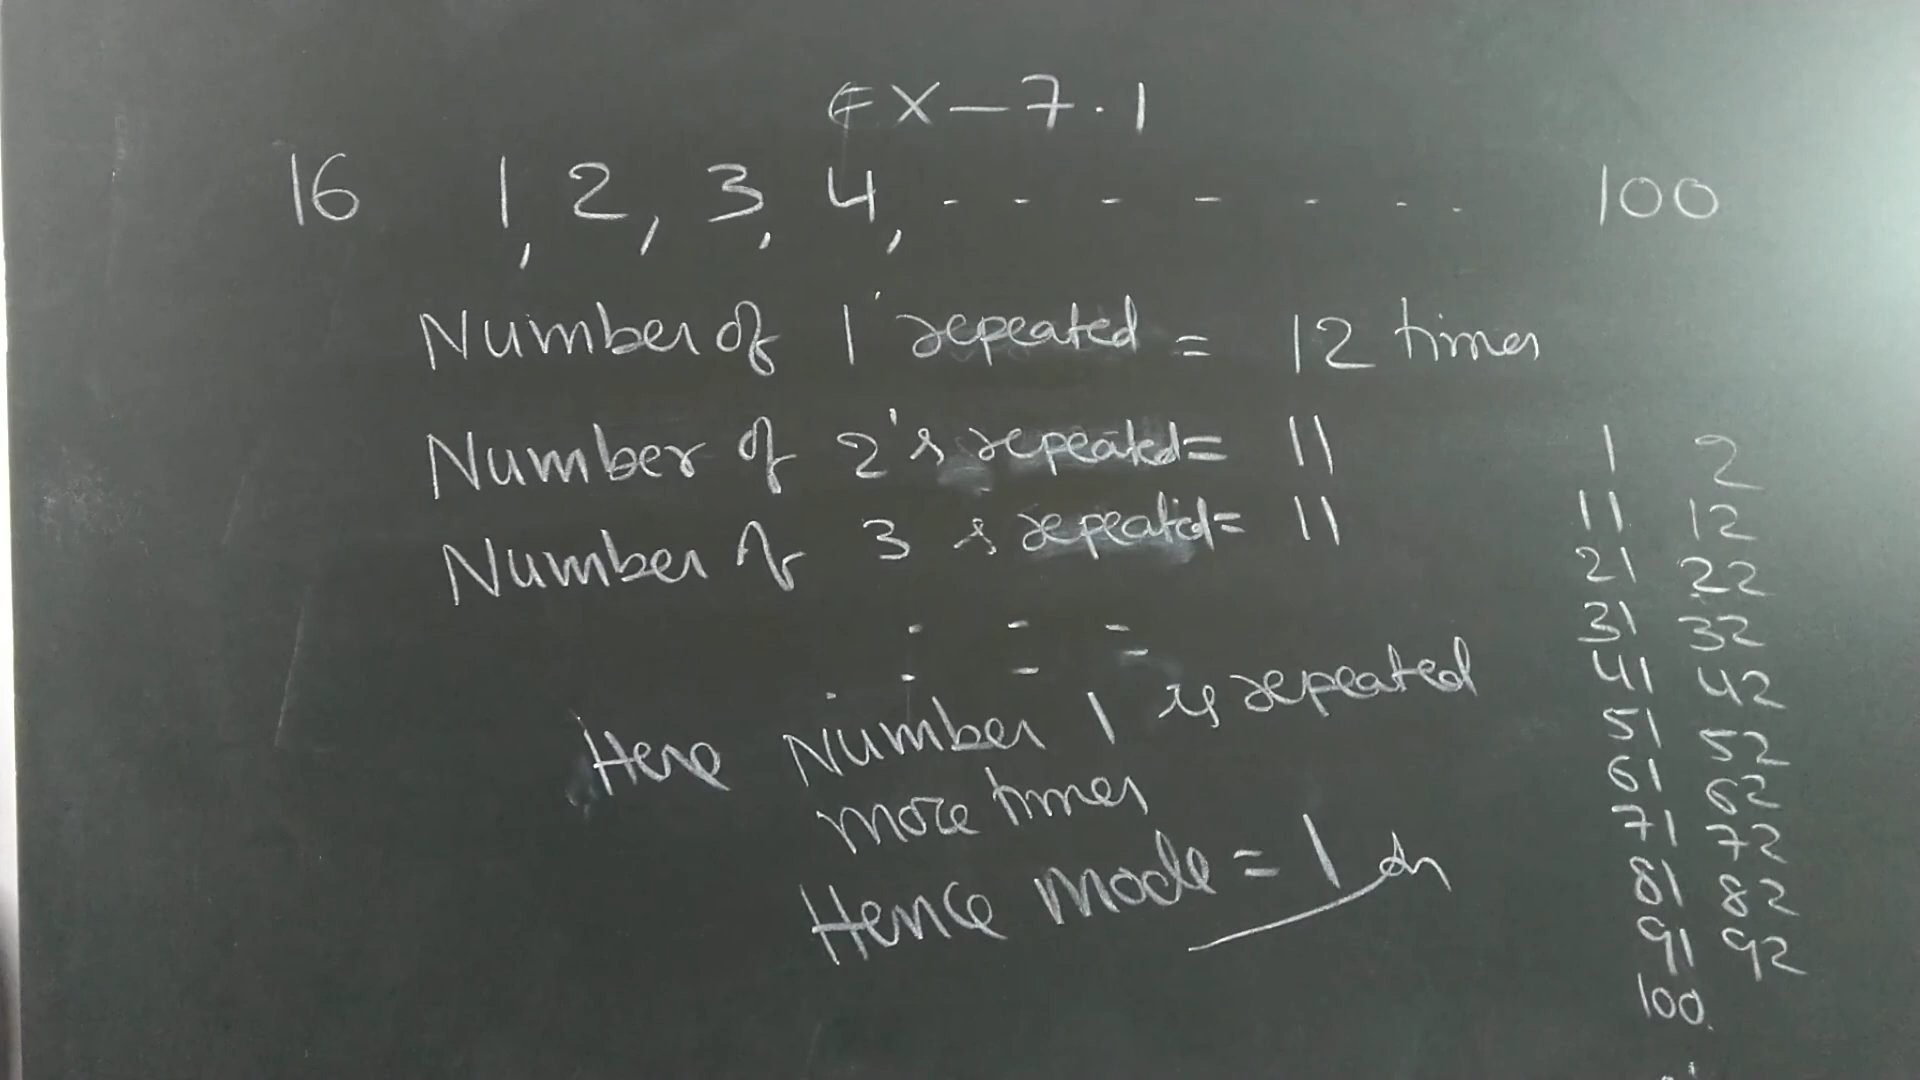 EX-7.1
16 1, 2, 3, 4, - - - - - - - 100
Number of 1 repeated = 12 times
Number of 2's repeated = 11
Number of 3 s repeated = 11
Here Number 1 is repeated
more times
Hence mode = 1
1 2
11 12
21 22
31 32
41 42
51 52
61 62
71 72
81 82
91 92
100.